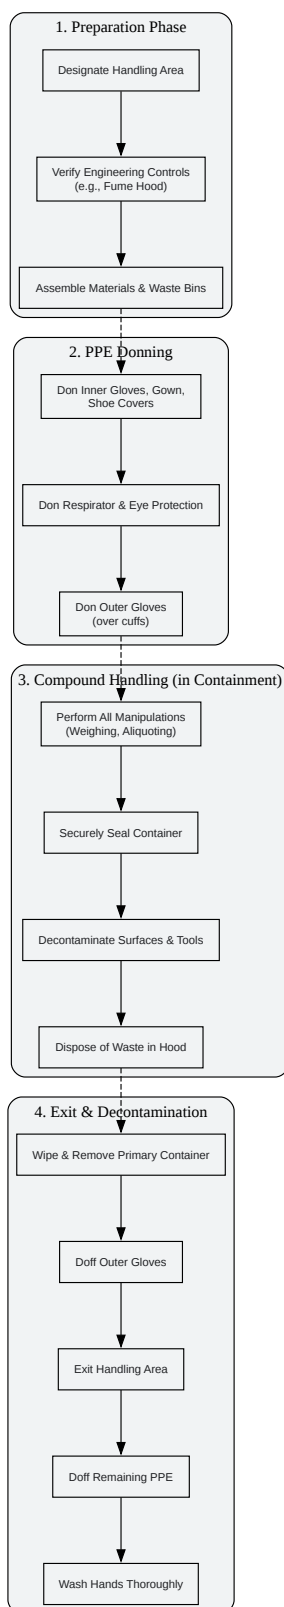 1. Preparation Phase
Designate Handling Area
Verify Engineering Controls
(e.g., Fume Hood)
Assemble Materials & Waste Bins
2. PPE Donning
Don Inner Gloves, Gown,
Shoe Covers
Don Respirator & Eye Protection
Don Outer Gloves
(over cuffs)
3. Compound Handling (in Containment)
Perform All Manipulations
(Weighing, Aliquoting)
Securely Seal Container
Decontaminate Surfaces & Tools
Dispose of Waste in Hood
4. Exit & Decontamination
Wipe & Remove Primary Container
Doff Outer Gloves
Exit Handling Area
Doff Remaining PPE
Wash Hands Thoroughly